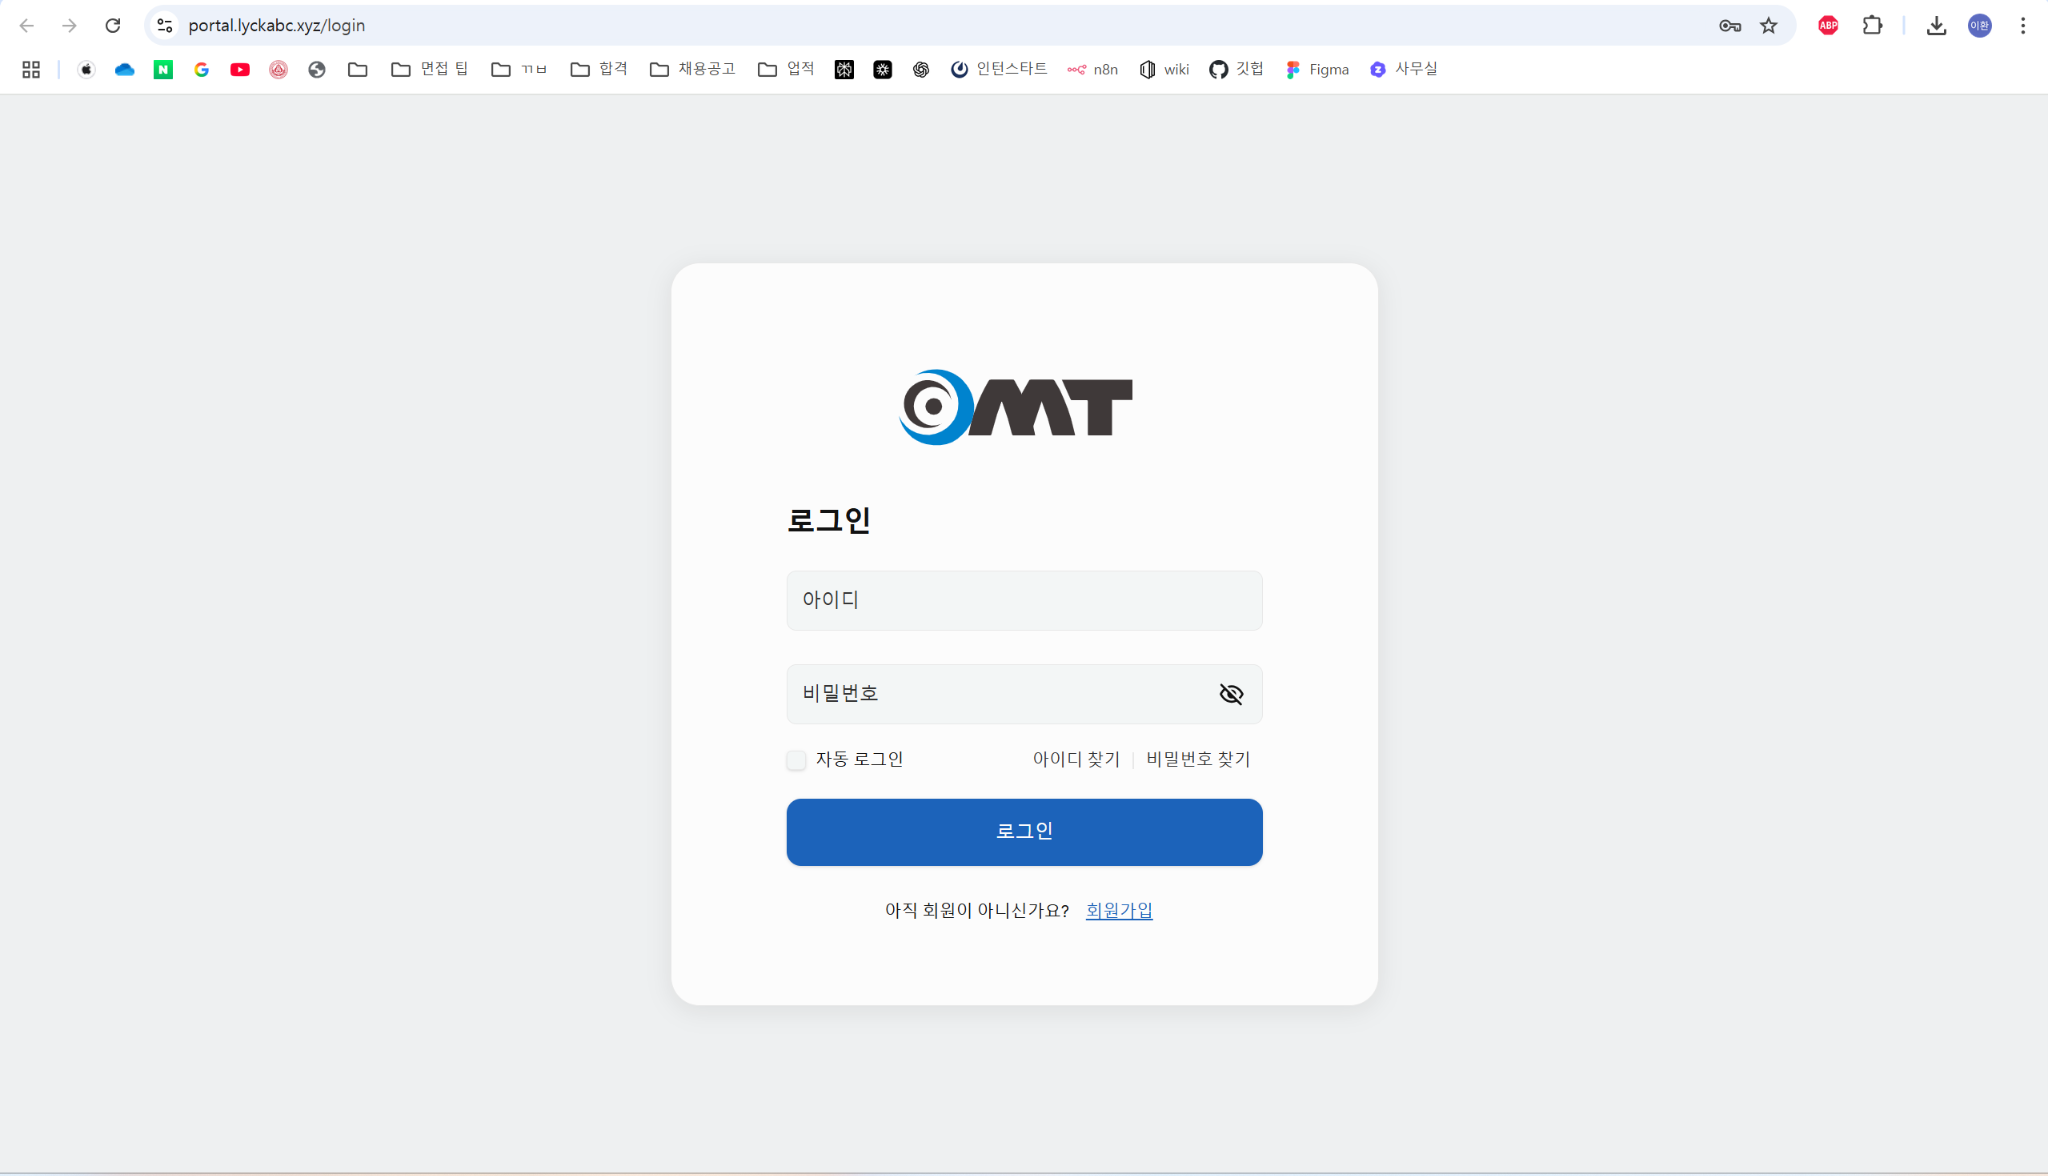 portal.lyckabc.xyz/login
ABP
이환
N
G
면접 팁
ㄱㅂ
합격
채용공고
업적
인턴스타트
n8n
wiki
깃헙
Figma
Z
사무실
OMT
로그인
아이디
비밀번호
자동 로그인
아이디 찾기
비밀번호 찾기
로그인
아직 회원이 아니신가요? 회원가입